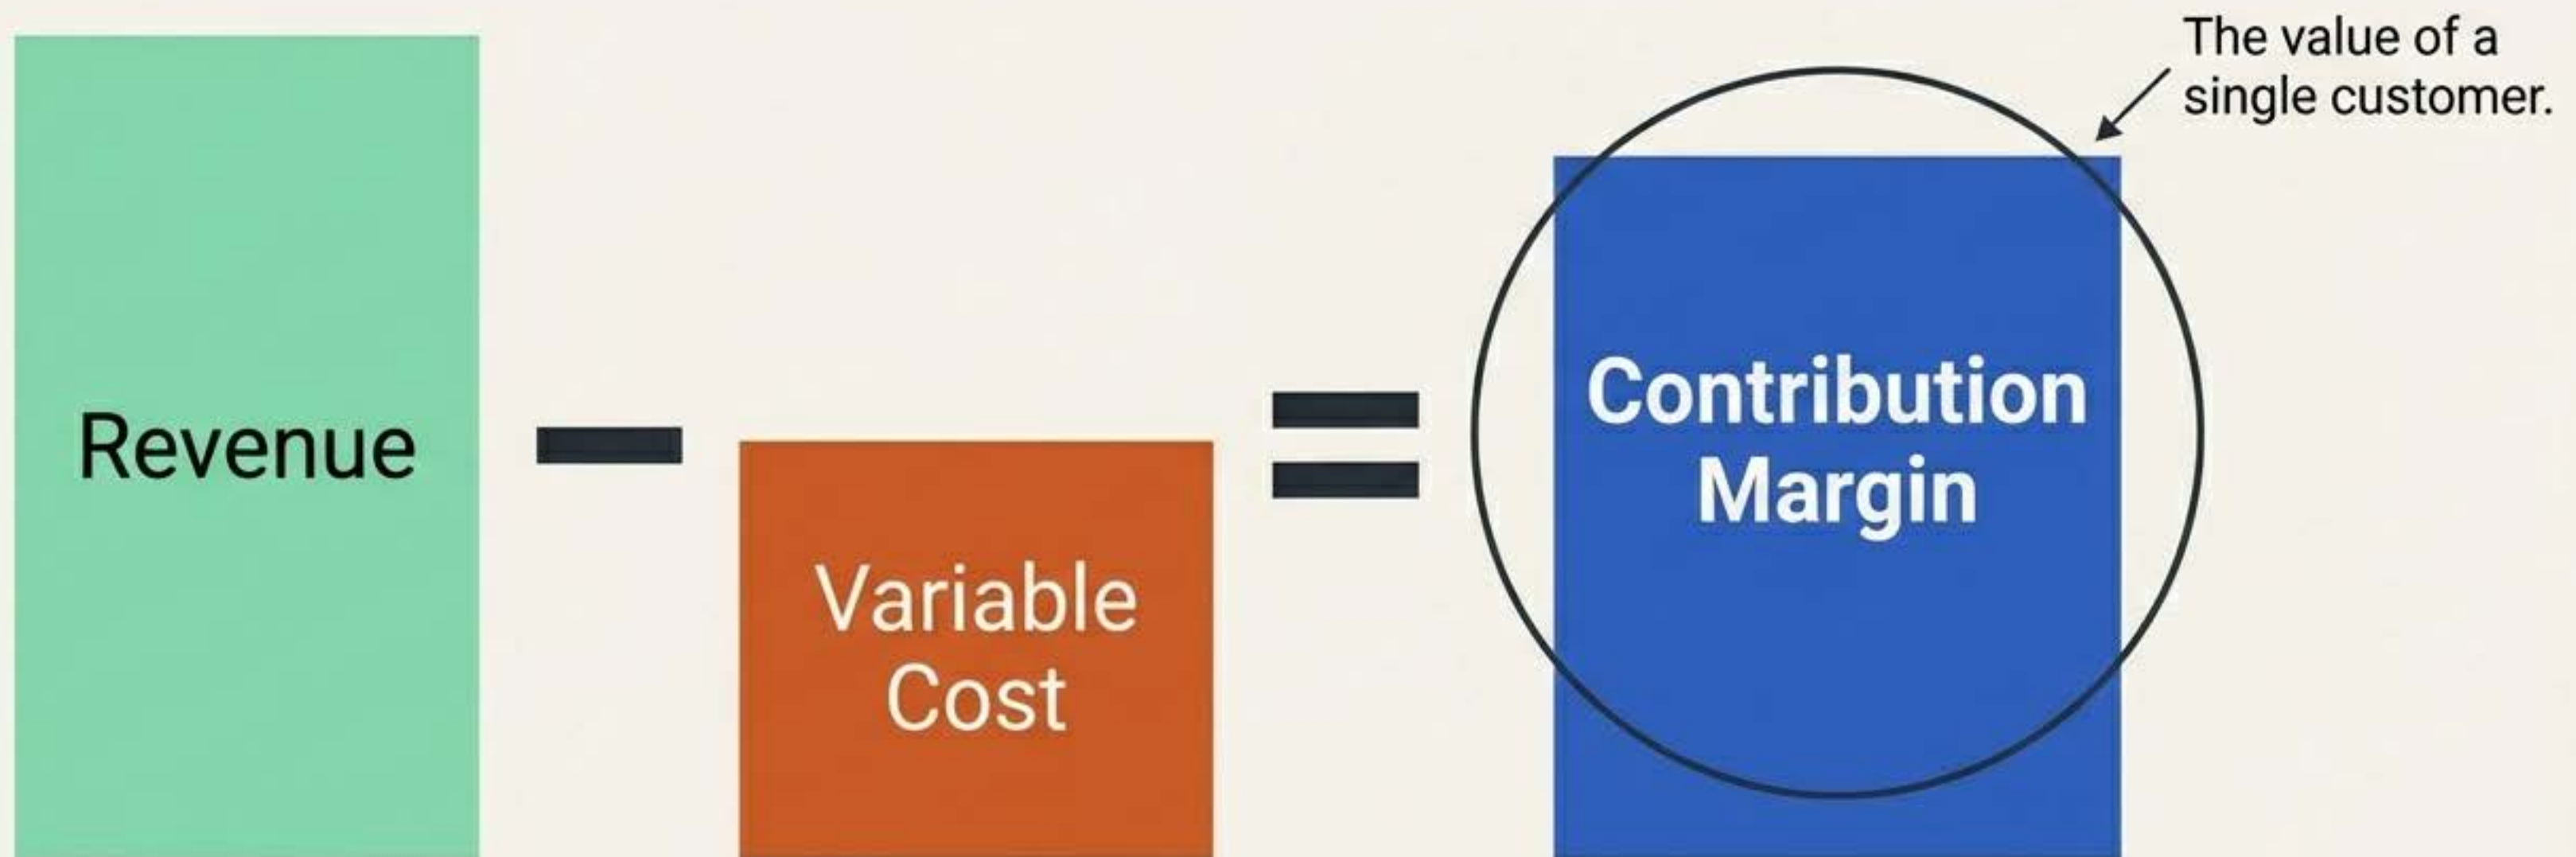 The value of a
single customer.
Revenue
Variable
Cost
Contribution
Margin